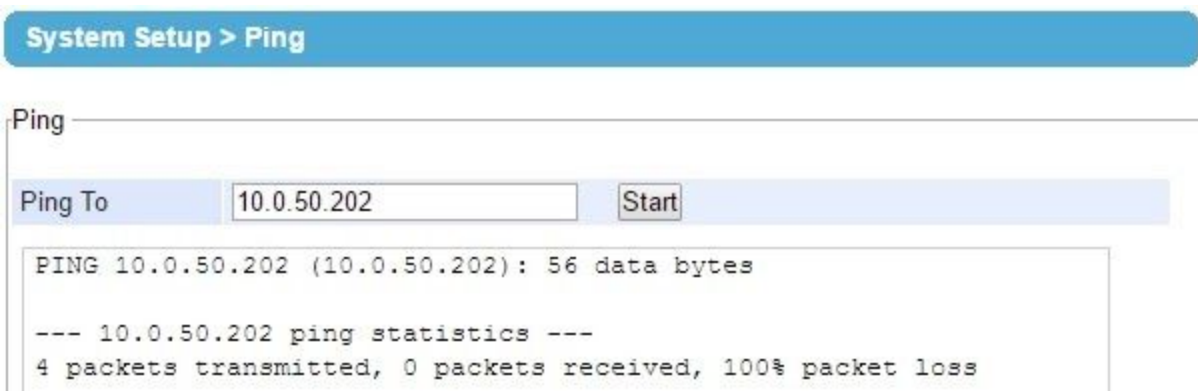 System Setup > Ping
Ping
Ping To 10.0.50.202 Start
PING 10.0.50.202 (10.0.50.202): 56 data bytes
--- 10.0.50.202 ping statistics ---
4 packets transmitted, 0 packets received, 100% packet loss